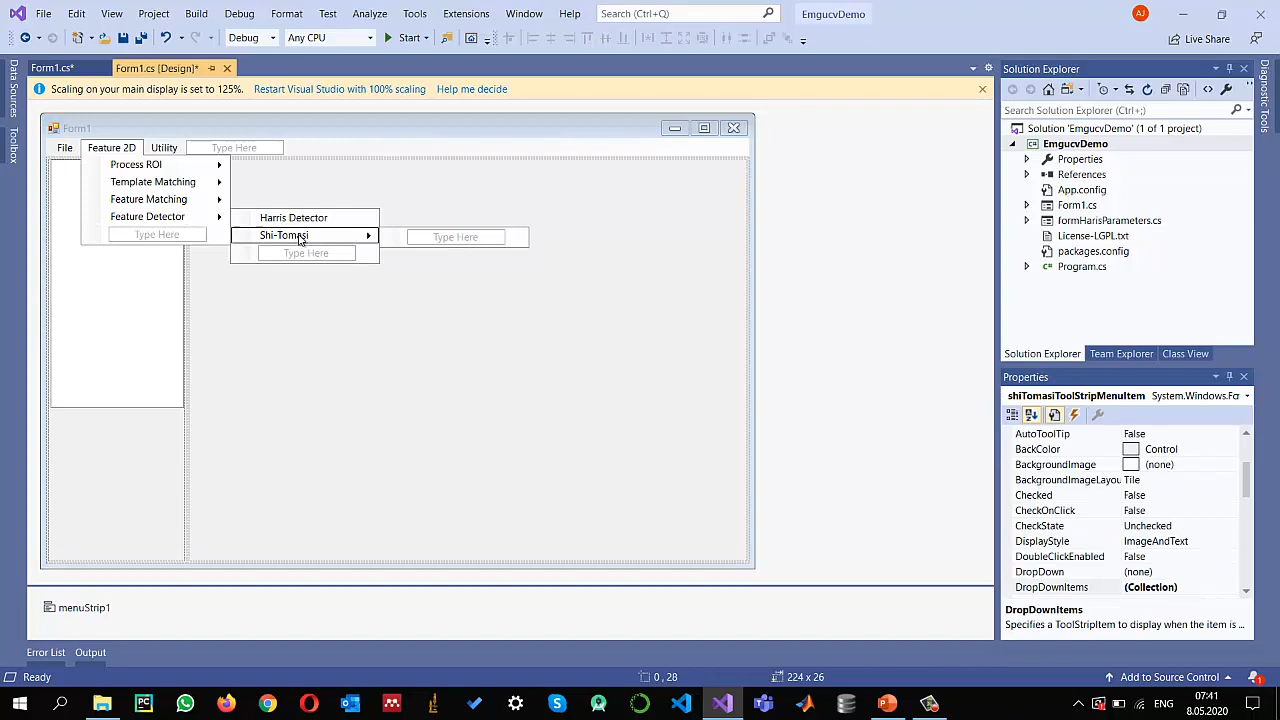 File Edit View Project Build Debug Format Test Analyze Tools Extensions Window Help Search (Ctrl+Q) EmgucvDemo AJ
Debug Any CPU Start Live Share
Form1.cs* Form1.cs [Design]*
Scaling on your main display is set to 125%. Restart Visual Studio with 100% scaling Help me decide
Data Sources
Toolbox
Form1
File Feature 2D Utility Type Here
Process ROI
Template Matching
Feature Matching
Feature Detector
Type Here
Harris Detector
Shi-Tomasi
Type Here
Type Here
menuStrip1
Solution Explorer
Search Solution Explorer (Ctrl+;)
Solution 'EmgucvDemo' (1 of 1 project)
EmgucvDemo
Properties
References
App.config
Form1.cs
formHarisParameters.cs
License-LGPL.txt
packages.config
Program.cs
Solution Explorer Team Explorer Class View
Diagnostic Tools
Properties
shiTomasiToolStripMenuItem System.Windows.Fo
AutoToolTip False
BackColor Control
BackgroundImage (none)
BackgroundImageLayou Tile
Checked False
CheckOnClick False
CheckState Unchecked
DisplayStyle ImageAndText
DoubleClickEnabled False
DropDown (none)
DropDownItems (Collection)
DropDownItems
Specifies a ToolStripItem to display when the item is ...
Error List Output
Ready 0 , 28 224 x 26 Add to Source Control 1
ENG 07:41
8.05.2020